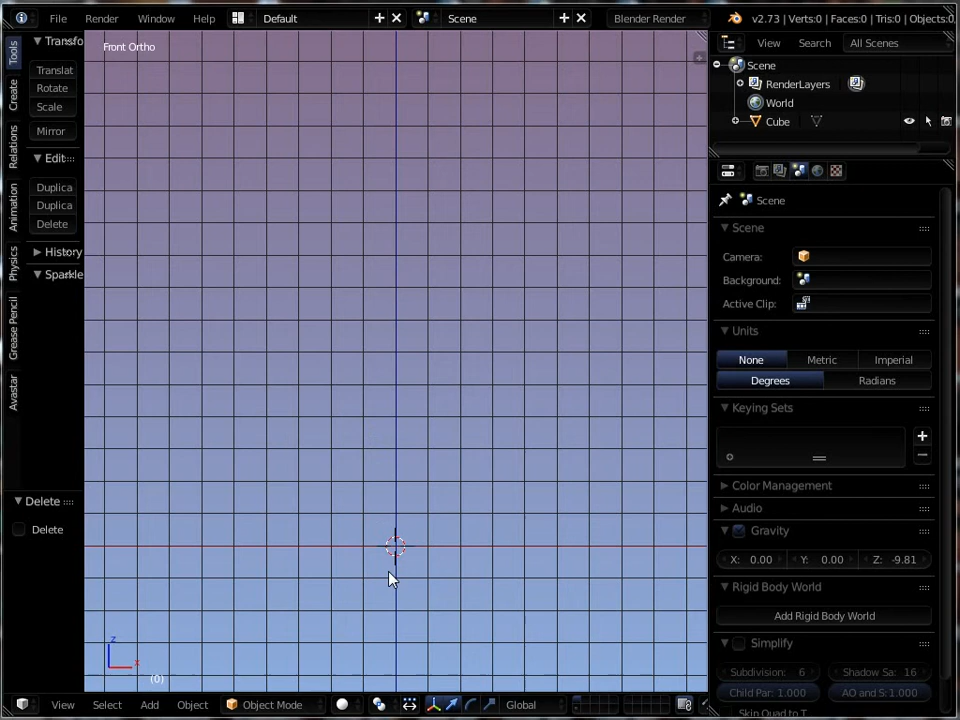 File Render Window Help Default Scene Blender Render v2.73 | Verts:0 | Faces:0 | Tris:0 | Objects:0
Front Ortho
Tools
Create
Relations
Animation
Physics
Grease Pencil
Avastar
Transfo
Translat
Rotate
Scale
Mirror
Edit
Duplica
Duplica
Delete
History
Sparkle
Delete
Delete
z
x
(0)
View Select Add Object Object Mode Global
View Search All Scenes
Scene
RenderLayers
World
Cube
Scene
Scene
Camera:
Background:
Active Clip:
Units
None Metric Imperial
Degrees Radians
Keying Sets
Color Management
Audio
Gravity
X: 0.00 Y: 0.00 Z: -9.81
Rigid Body World
Add Rigid Body World
Simplify
Subdivision: 6 Shadow Sa: 16
Child Par: 1.000 AO and S:1.000
Skip Quad to T